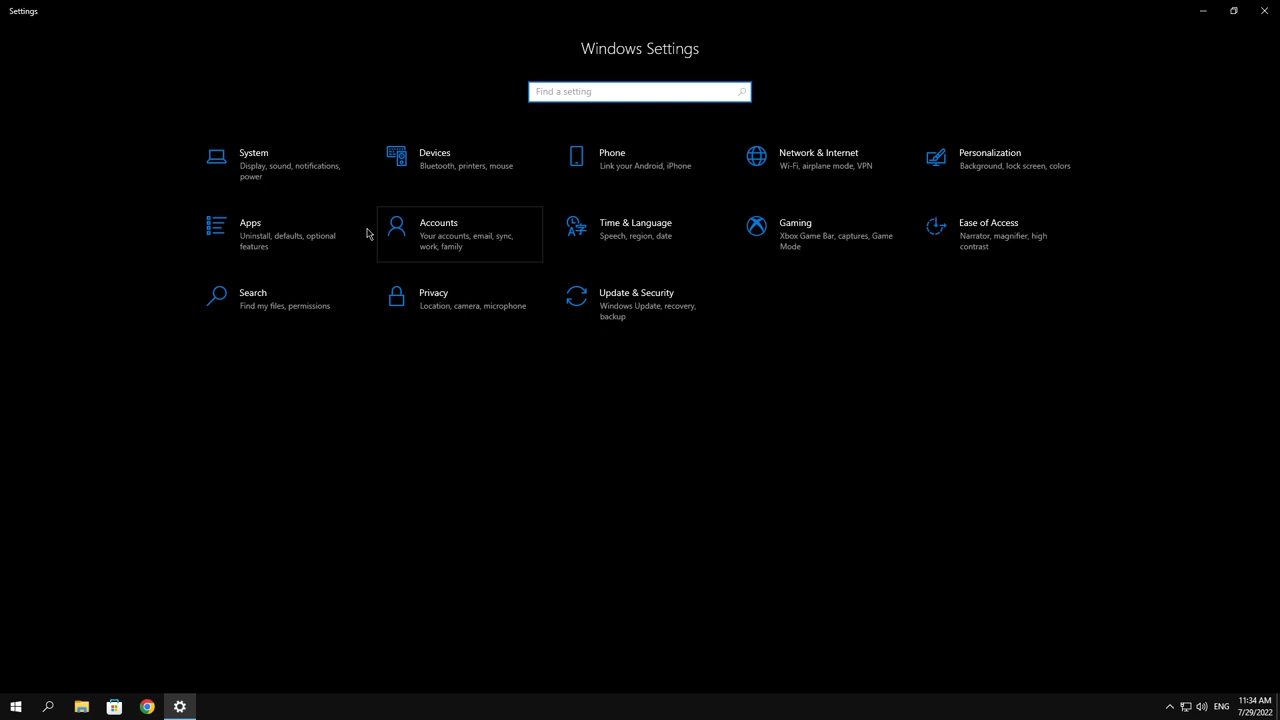 Settings
Windows Settings
Find a setting
System
Display, sound, notifications,
power
Devices
Bluetooth, printers, mouse
Phone
Link your Android, iPhone
Network & Internet
Wi-Fi, airplane mode, VPN
Personalization
Background, lock screen, colors
Apps
Uninstall, defaults, optional
features
Accounts
Your accounts, email, sync,
work, family
Time & Language
Speech, region, date
Gaming
Xbox Game Bar, captures, Game
Mode
Ease of Access
Narrator, magnifier, high
contrast
Search
Find my files, permissions
Privacy
Location, camera, microphone
Update & Security
Windows Update, recovery,
backup
ENG
11:34 AM
7/29/2022